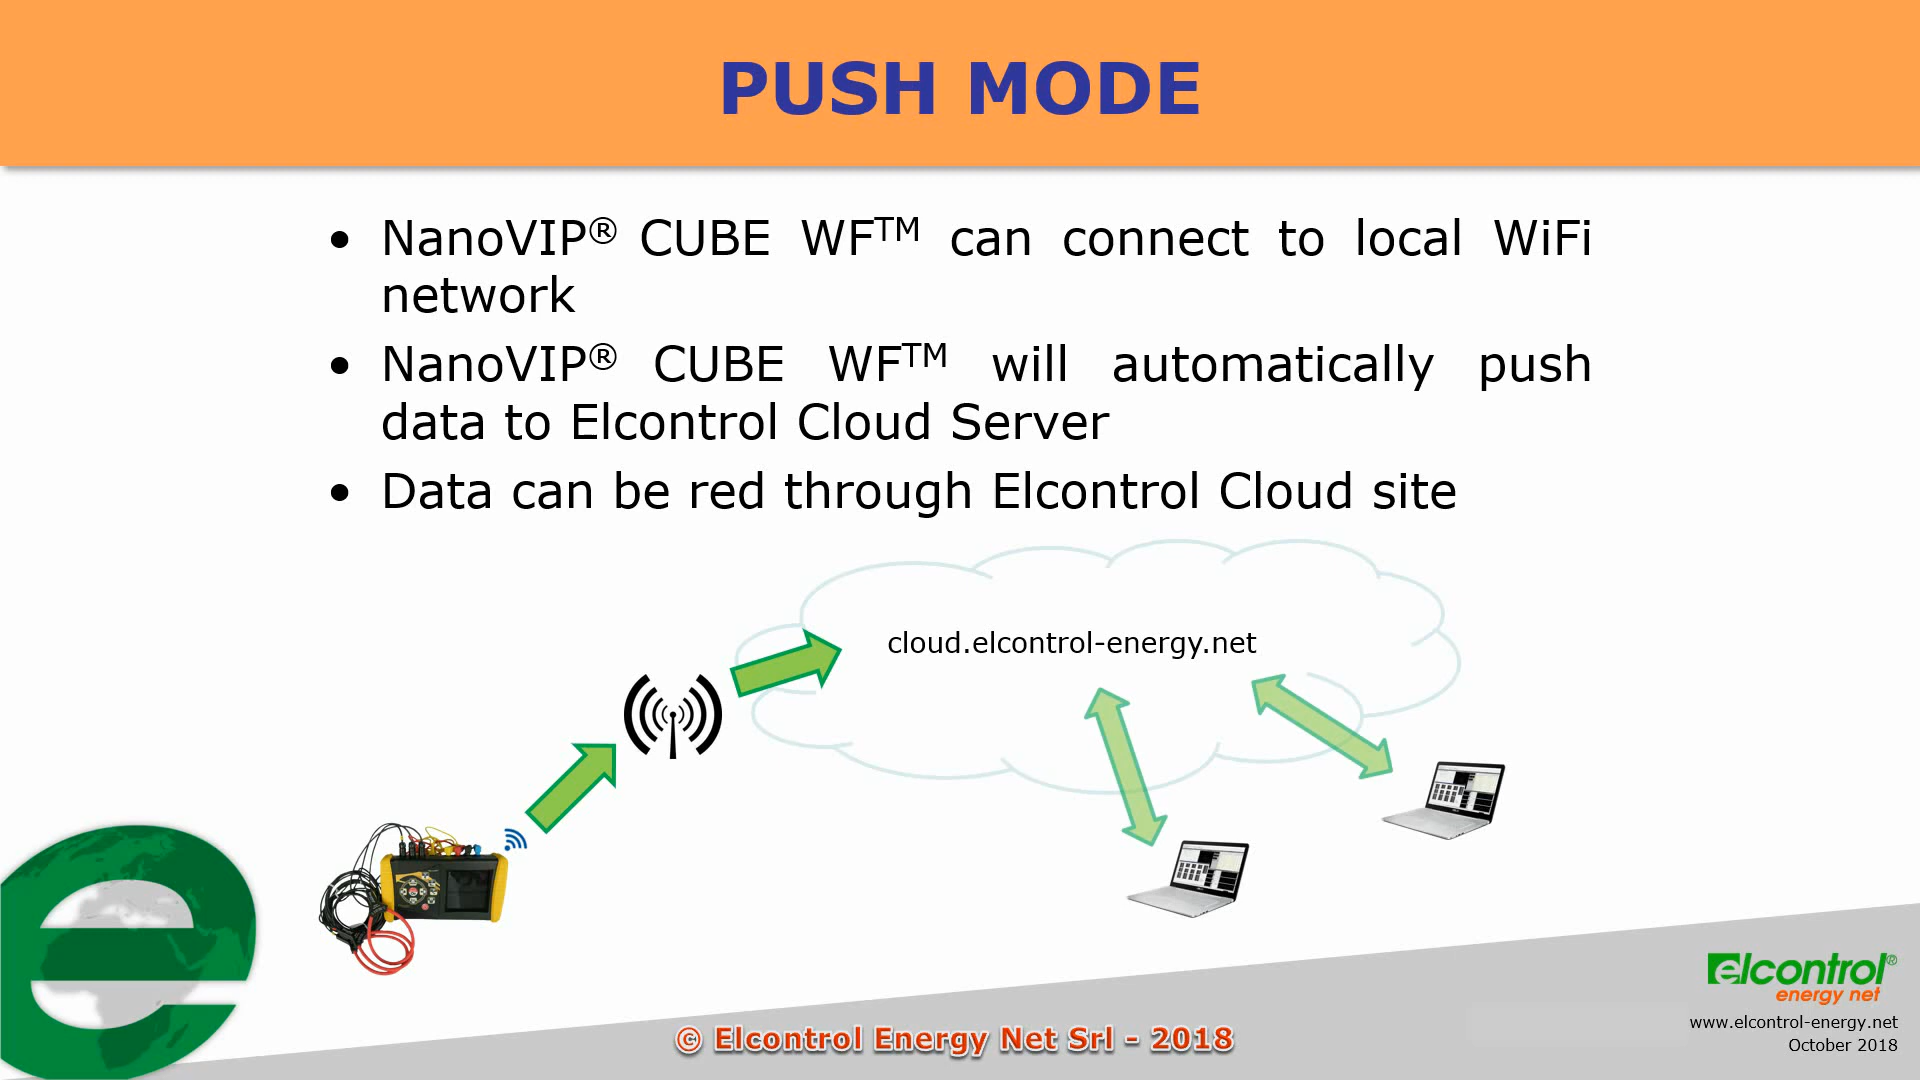 PUSH MODE
• NanoVIP® CUBE WF™ can connect to local WiFi
network
• NanoVIP® CUBE WF™ will automatically push
data to Elcontrol Cloud Server
• Data can be red through Elcontrol Cloud site
cloud.elcontrol-energy.net
elcontrol®
energy net
www.elcontrol-energy.net
October 2018
© Elcontrol Energy Net Srl - 2018